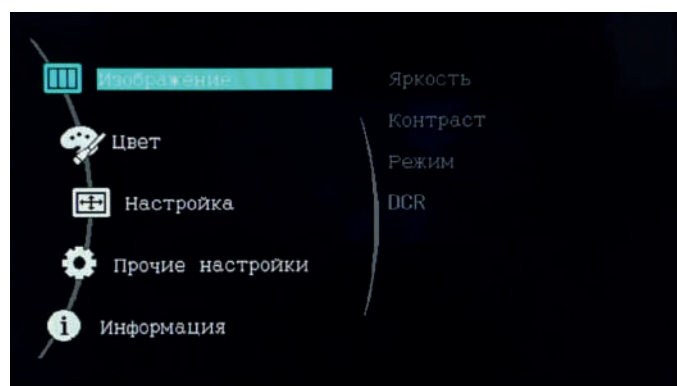 Изображение
Цвет
Настройка
Прочие настройки
Информация
Яркость
Контраст
Режим
DCR